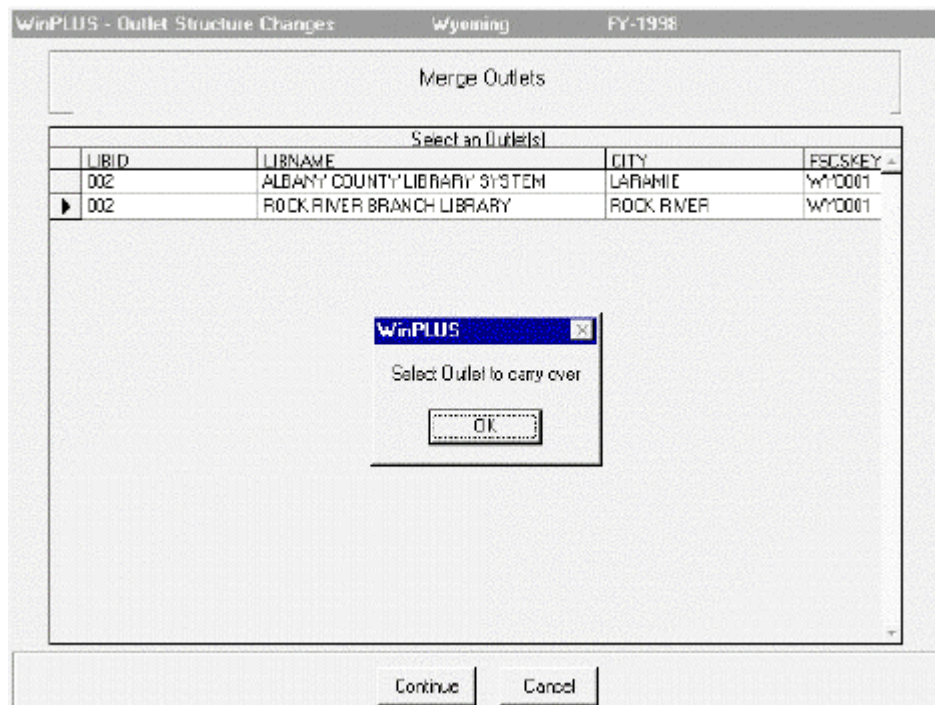 WinPLUS - Outlet Structure Changes Wyoming FY-1998
Merge Outlets
Select an Outlet(s)
LIBID LIBNAME CITY FSCSKEY
002 ALBANY COUNTY LIBRARY SYSTEM LARAMIE WY0001
002 ROCK RIVER BRANCH LIBRARY ROCK RIVER WY0001
WinPLUS
Select Outlet to carry over
OK
Continue Cancel